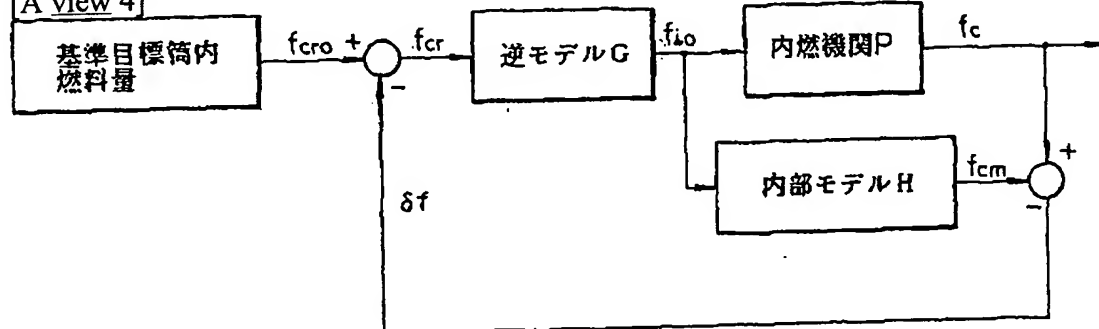 A view 4]
基準目標筒内
燃料量
fcro
+
-
fcr
逆モデルG
fio
内燃機関P
fc
内部モデルH
fcm
+
-
δf